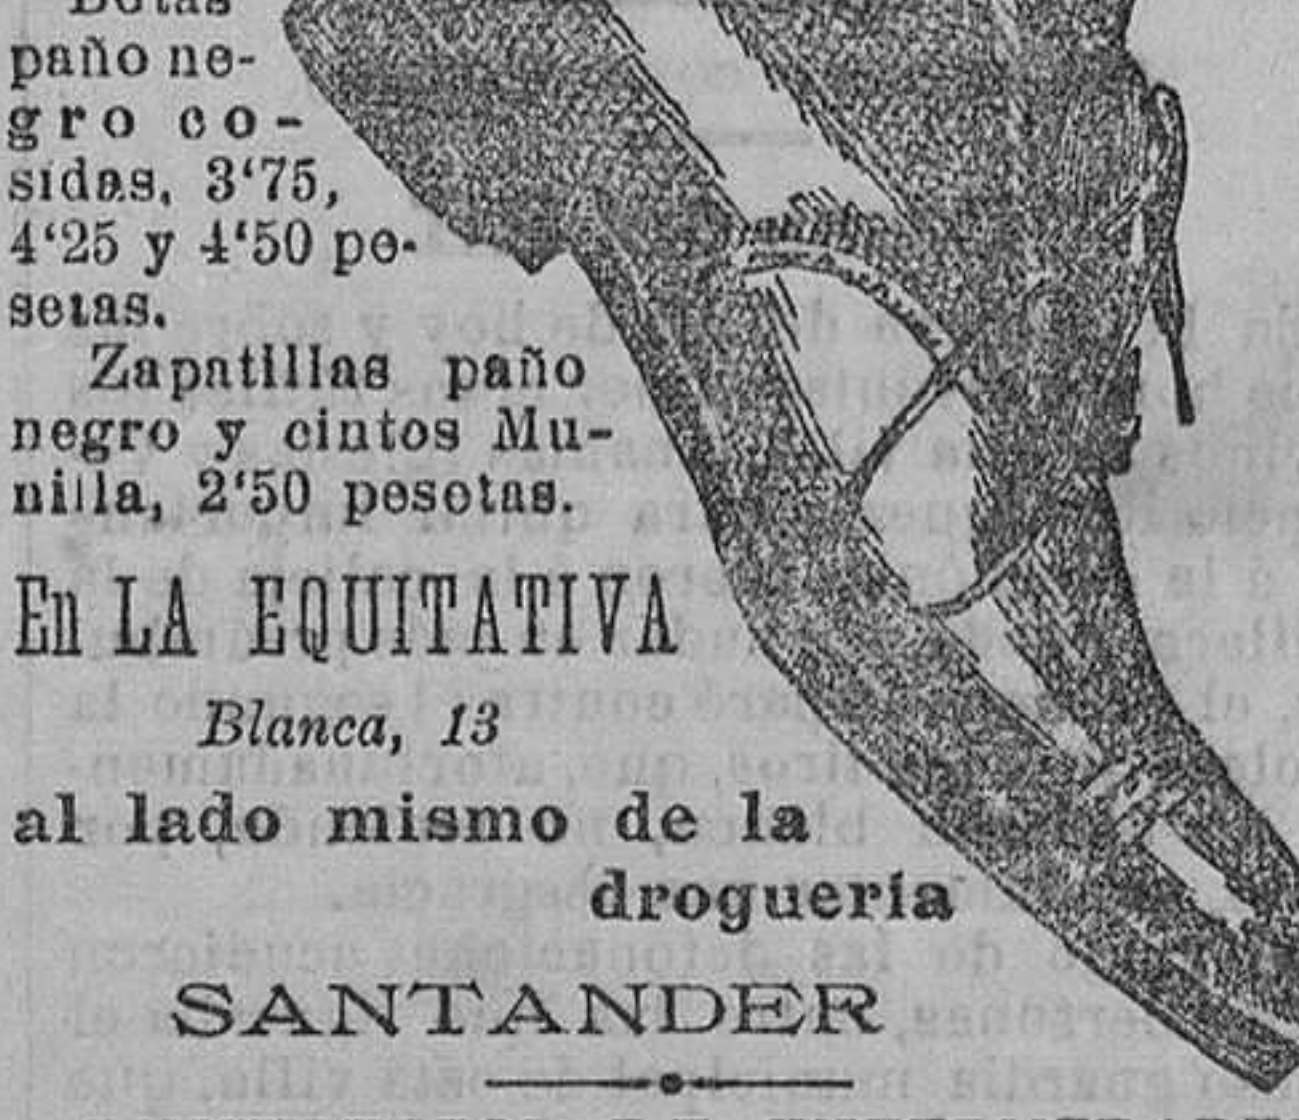 Botas
paño ne-
gro co-
sidas, 3'75,
4'25 y 4'50 pe-
setas.
Zapatillas paño
negro y cintos Mu-
nilla, 2'50 pesetas.
En LA EQUITATIVA
Blanca, 13
al lado mismo de la
droguería
SANTANDER